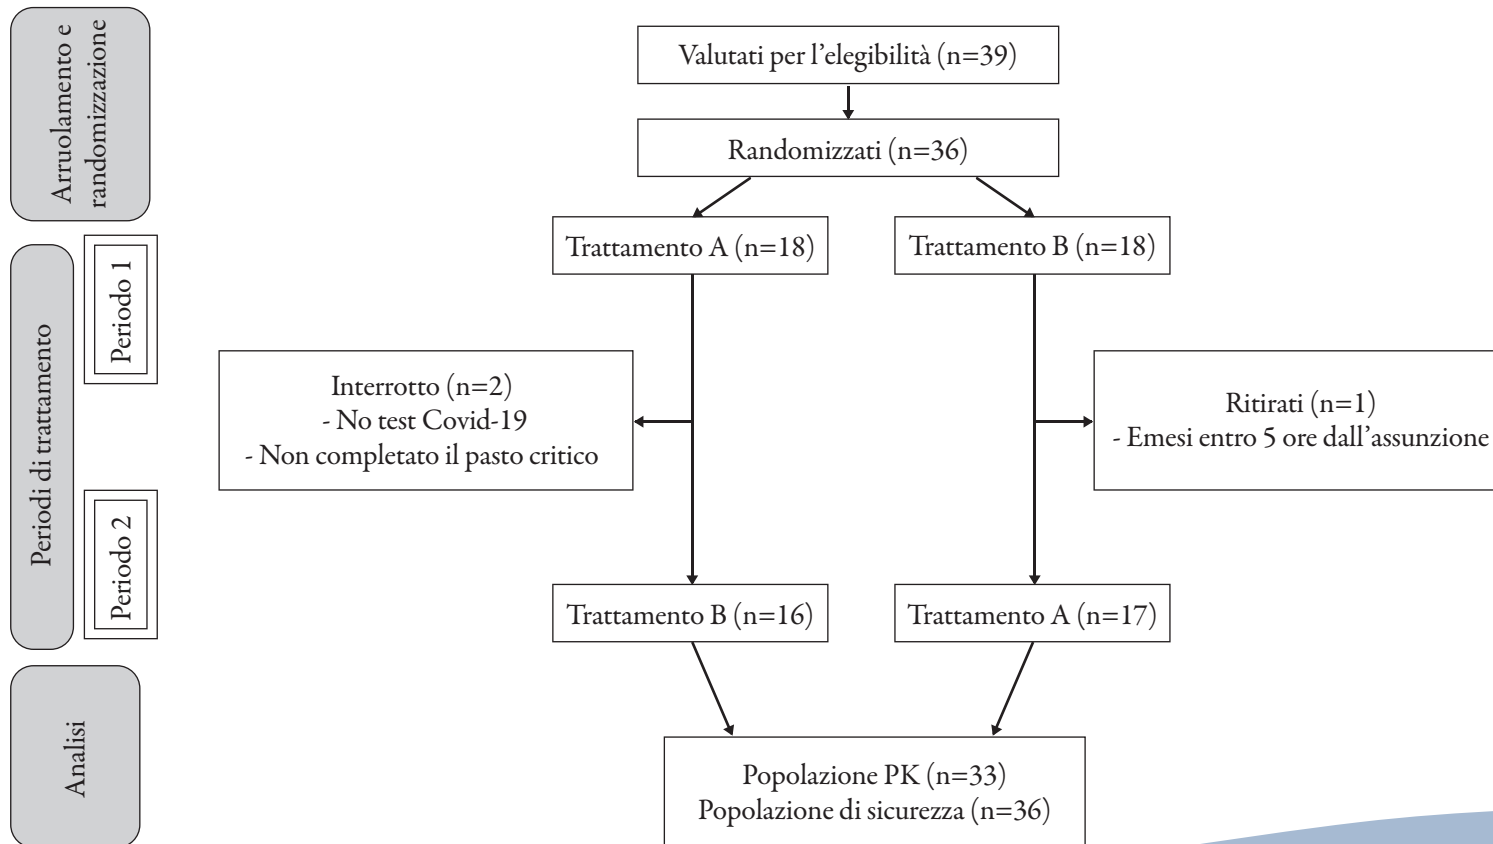 Arruolamento e
randomizzazione
Valutati per l'elegibilità (n=39)
Randomizzati (n=36)
Trattamento A (n=18)
Trattamento B (n=18)
Periodi di trattamento
Periodo 1
Interrotto (n=2)
- No test Covid-19
- Non completato il pasto critico
Ritirati (n=1)
- Emesi entro 5 ore dall'assunzione
Periodo 2
Trattamento B (n=16)
Trattamento A (n=17)
Analisi
Popolazione PK (n=33)
Popolazione di sicurezza (n=36)